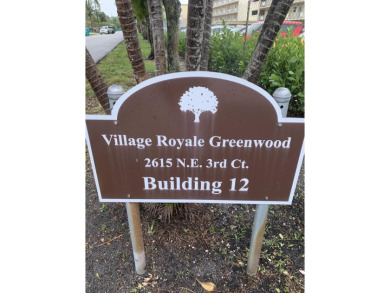 Village Royale Greenwood
2615 N.E. 3rd Ct.
Building 12